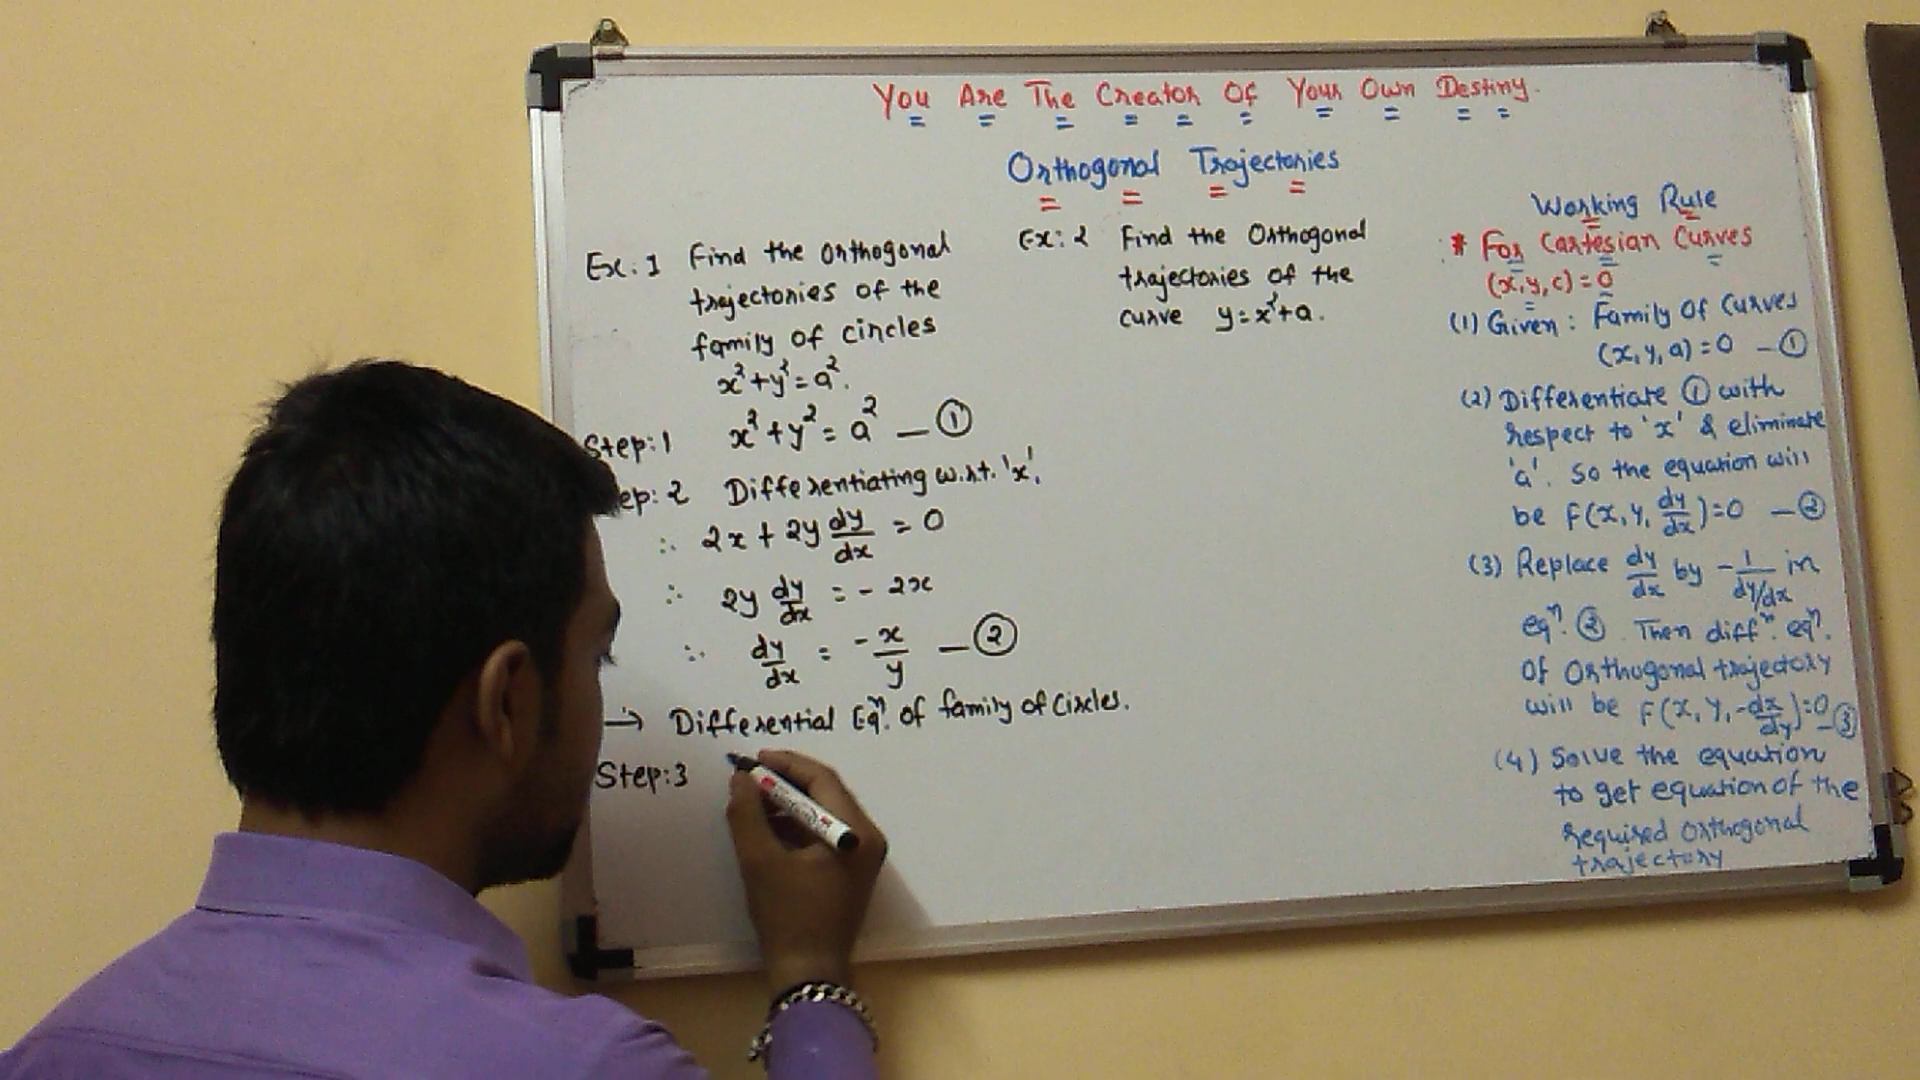 You Are The Creator Of Your Own Destiny.
Orthogonal Trajectories
Ex:1 Find the orthogonal
trajectories of the
family of circles
x²+y²=a².
Step:1 x²+y²=a² — ①
ep:2 Differentiating w.r.t. 'x'.
∴ 2x + 2y dy/dx = 0
∴ 2y dy/dx = - 2x
∴ dy/dx = -x/y — ②
→ Differential Eqⁿ. of family of Circles.
Step:3
Ex:2 Find the Orthogonal
trajectories of the
curve y=x²+a.
Working Rule
* For Cartesian Curves
(x,y,c)=0
(1) Given: Family Of Curves
(x,y,a)=0 — ①
(2) Differentiate ① with
respect to 'x' & eliminate
'a'. So the equation will
be F(x,y,dy/dx)=0 — ②
(3) Replace dy/dx by -1/dy/dx in
eqⁿ. ② Then diffⁿ. eqⁿ.
Of Orthogonal trajectory
will be F(x,y,-dx/dy)=0 — ③
(4) Solve the equation
to get equation of the
required orthogonal
trajectory